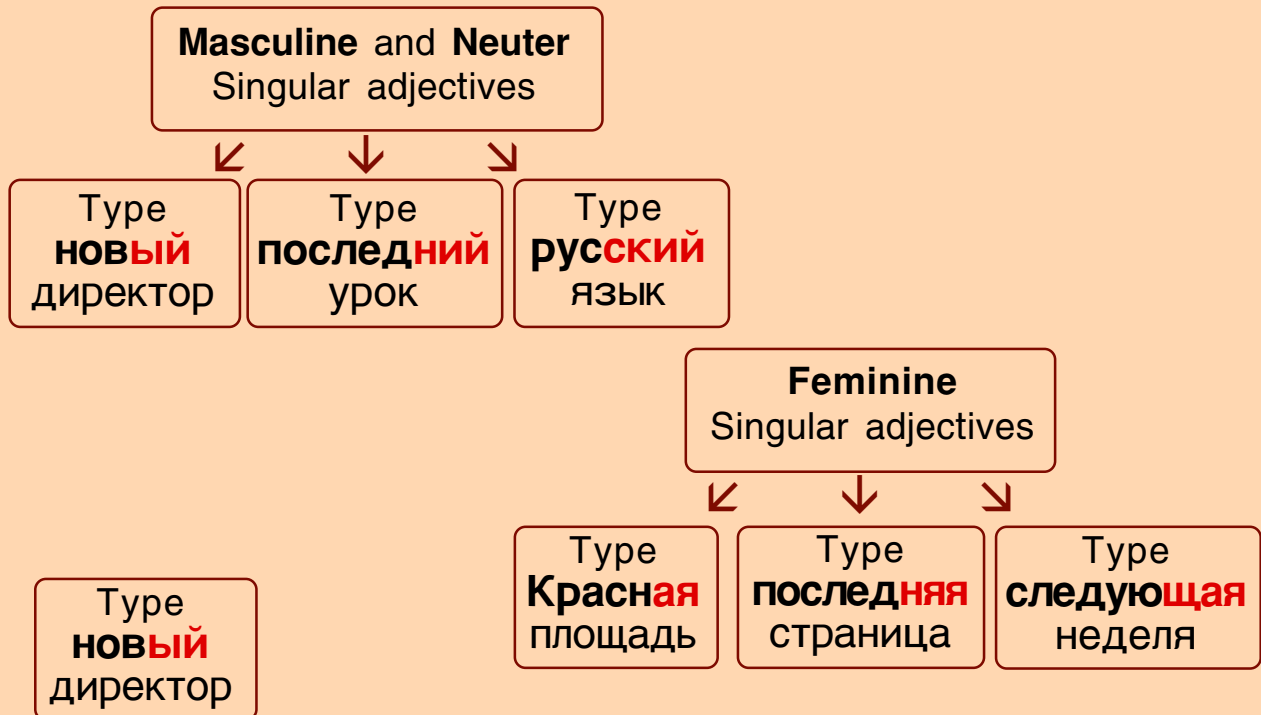 Masculine and Neuter
Singular adjectives
Type
новый
директор
Type
последний
урок
Type
русский
язык
Feminine
Singular adjectives
Type
Красная
площадь
Type
последняя
страница
Type
следующая
неделя
Type
новый
директор